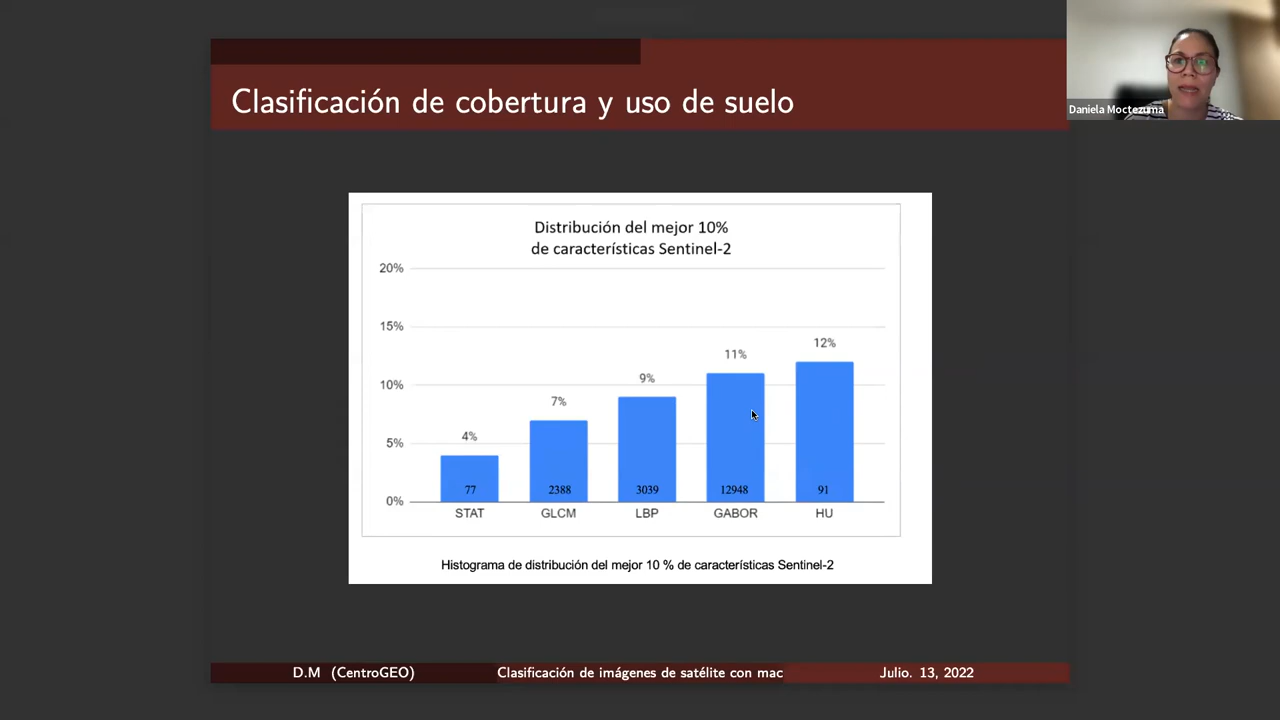 Clasificación de cobertura y uso de suelo
Daniela Moctezuma
Distribución del mejor 10%
de características Sentinel-2
20%
15%
10%
5%
0%
4%
7%
9%
11%
12%
77
2388
3039
12948
91
STAT
GLCM
LBP
GABOR
HU
Histograma de distribución del mejor 10 % de características Sentinel-2
D.M (CentroGEO)
Clasificación de imágenes de satélite con mac
Julio. 13, 2022